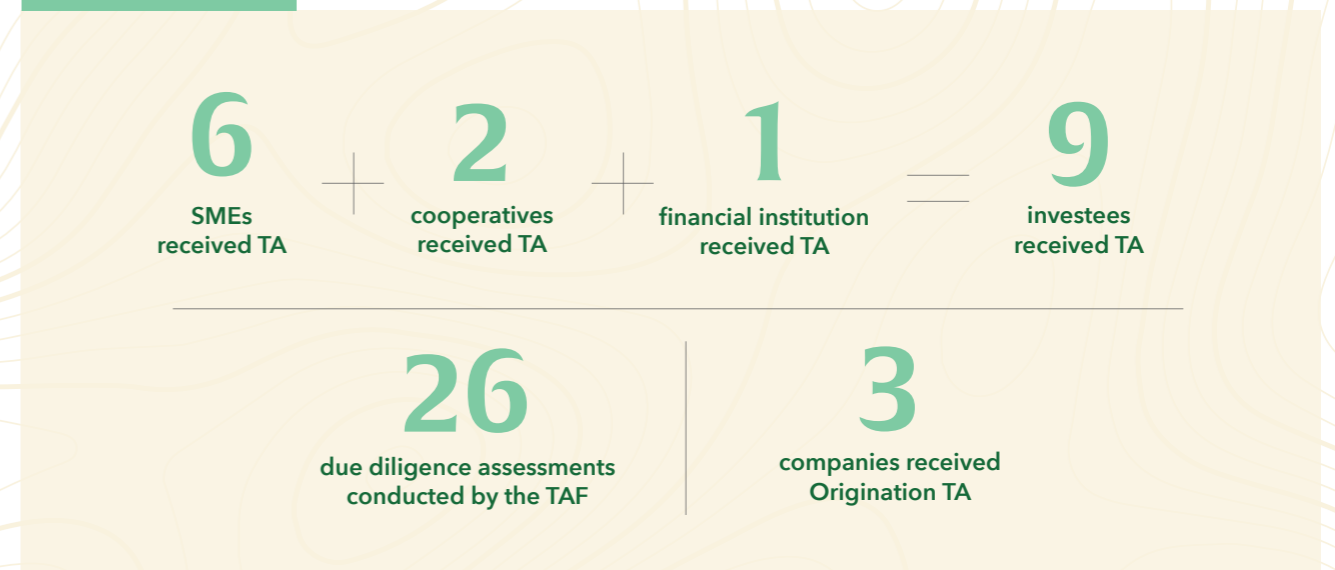 6
SMEs
received TA
+
2
cooperatives
received TA
+
1
financial institution
received TA
=
9
investees
received TA
26
due diligence assessments
conducted by the TAF
3
companies received
Origination TA